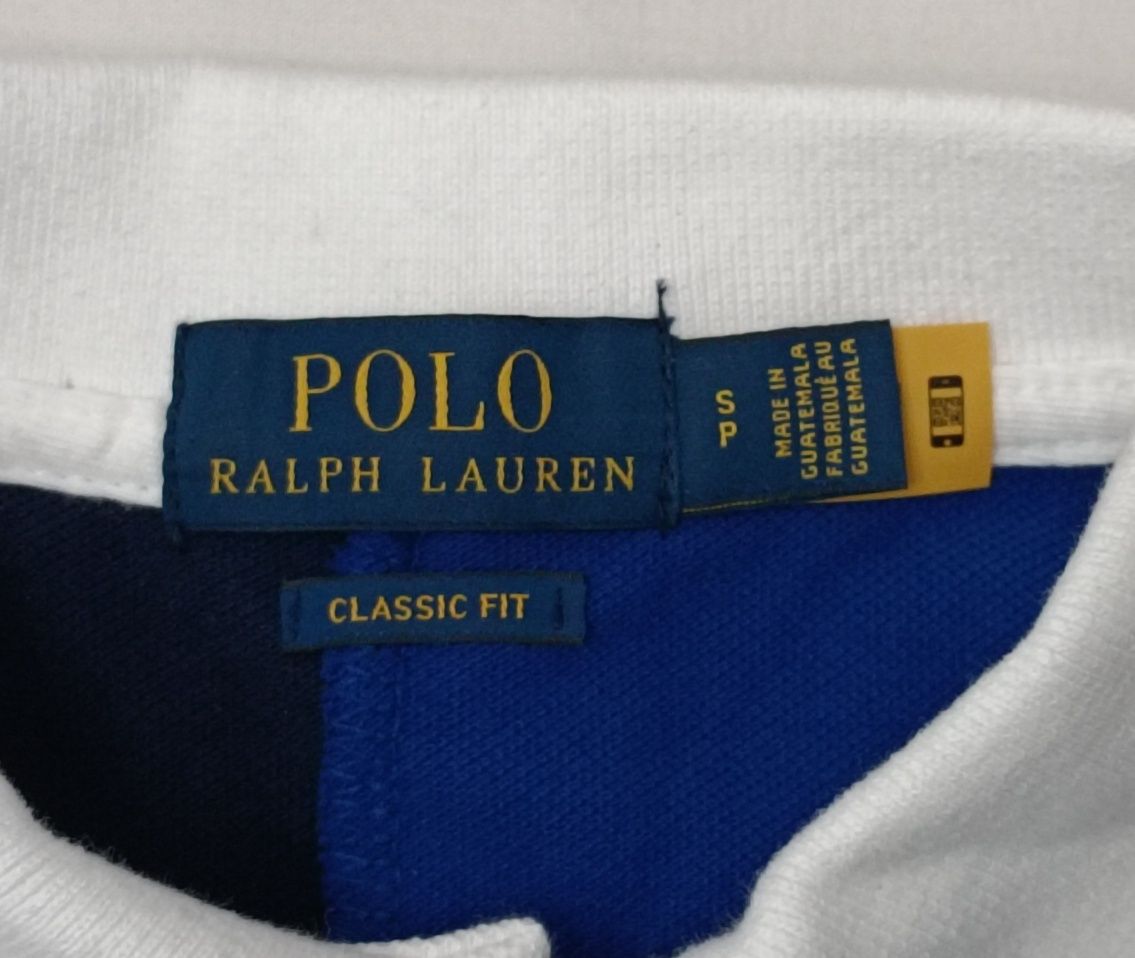 POLO
RALPH LAUREN
S
P
MADE IN
GUATEMALA
FABRIQUÉ AU
GUATEMALA
CLASSIC FIT